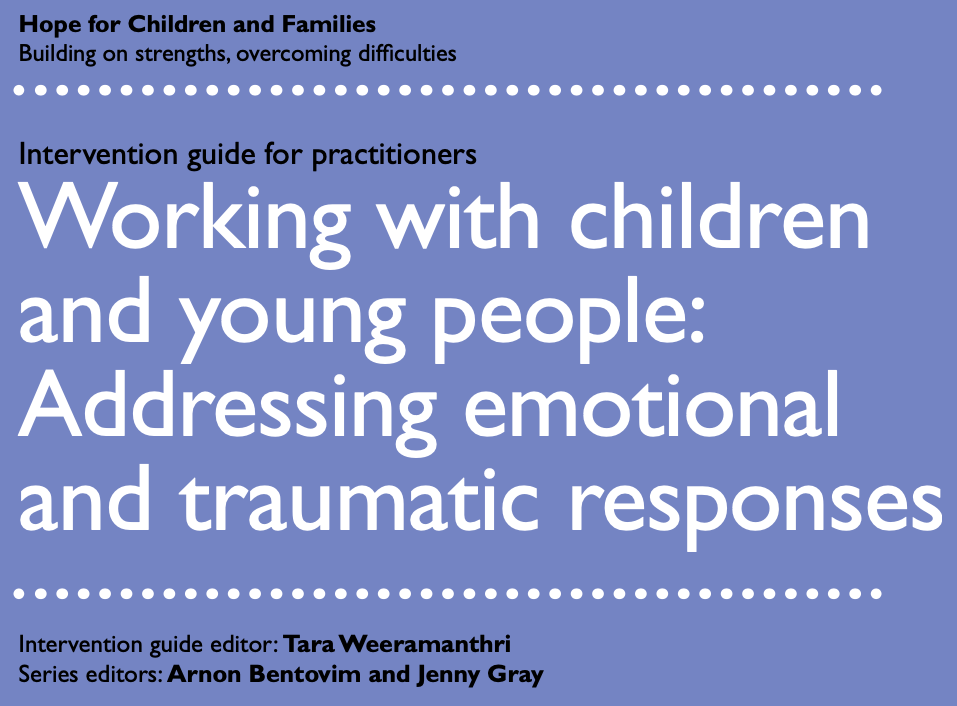 Hope for Children and Families
Building on strengths, overcoming difficulties
Intervention guide for practitioners
Working with children
and young people:
Addressing emotional
and traumatic responses
Intervention guide editor: Tara Weeramanthri
Series editors: Arnon Bentovim and Jenny Gray